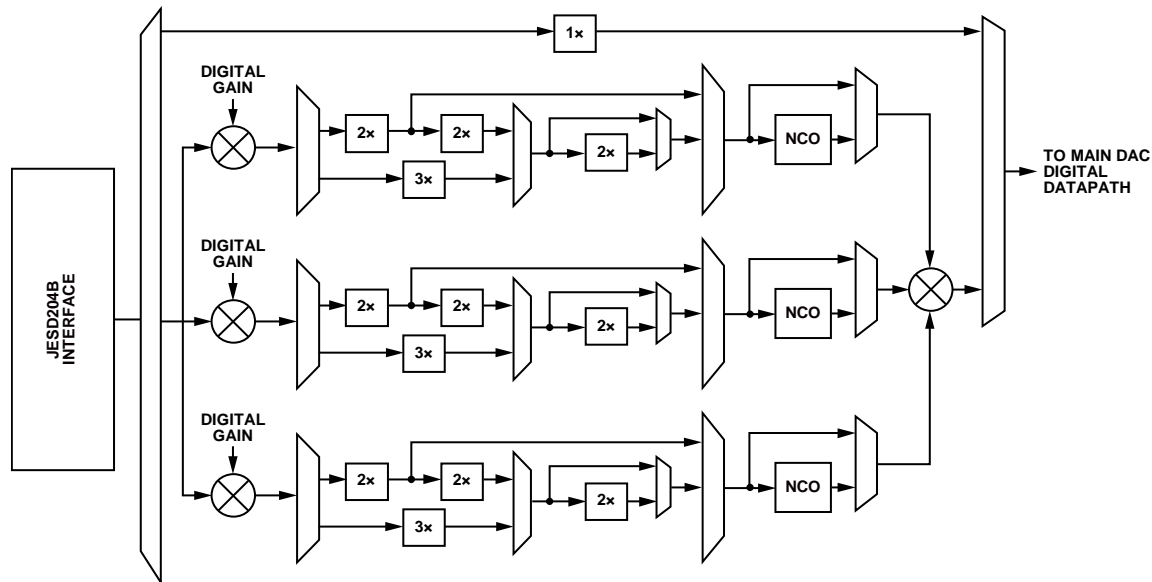 1×
DIGITAL
GAIN
2×
2×
3×
2×
NCO
TO MAIN DAC
DIGITAL
DATAPATH
JESD204B
INTERFACE
DIGITAL
GAIN
2×
2×
3×
2×
NCO
DIGITAL
GAIN
2×
2×
3×
2×
NCO